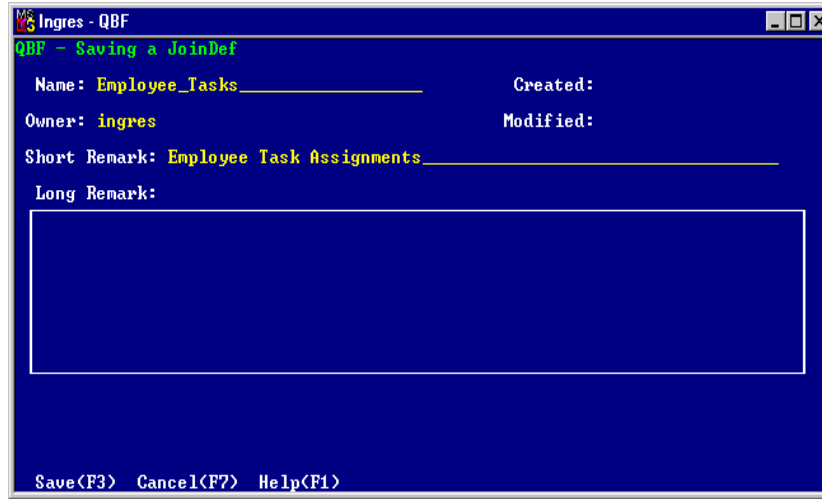 Ingres - QBF
QBF - Saving a JoinDef
Name: Employee_Tasks Created:
Owner: ingres Modified:
Short Remark: Employee Task Assignments
Long Remark:
Save(F3) Cancel(F7) Help(F1)